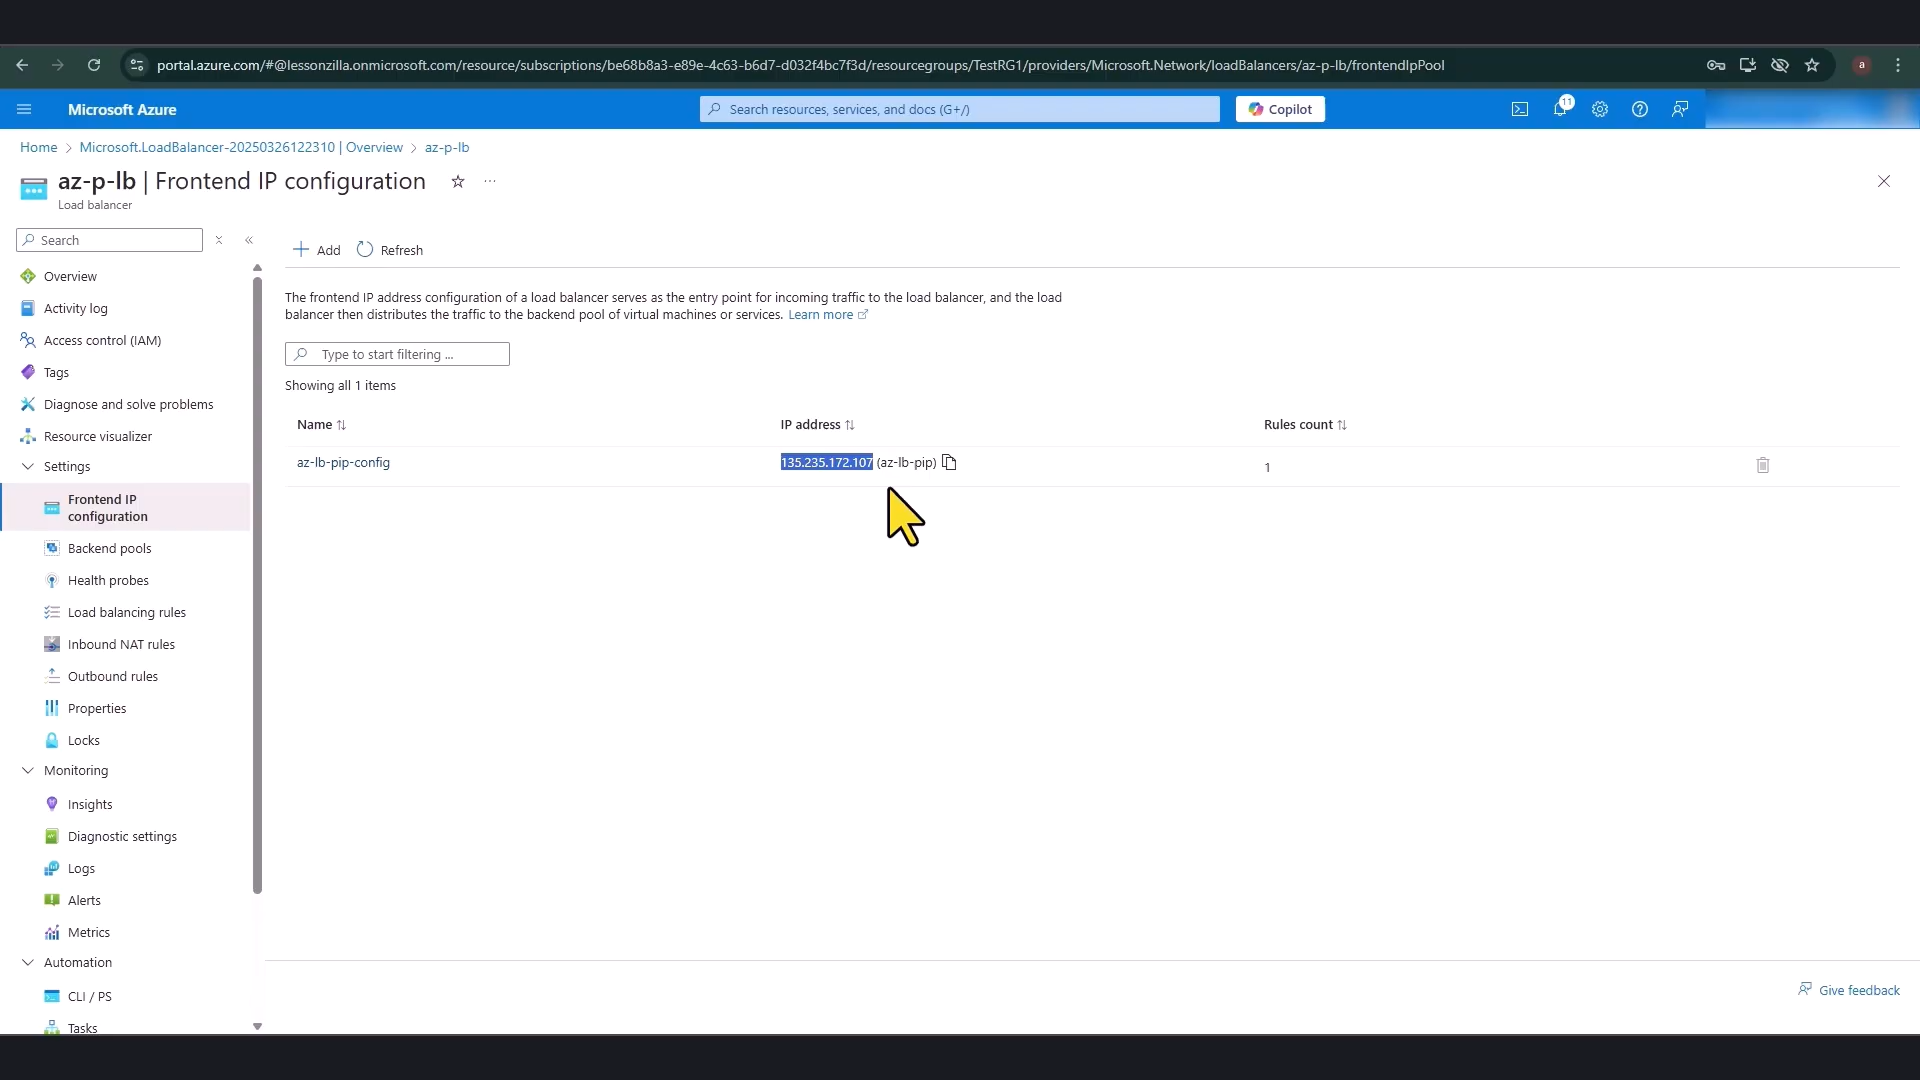 portal.azure.com/#@lessonzilla.onmicrosoft.com/resource/subscriptions/be68b8a3-e89e-4c63-b6d7-d032f4bc7f3d/resourcegroups/TestRG1/providers/Microsoft.Network/loadBalancers/az-p-lb/frontendIpPool
a
Microsoft Azure
Search resources, services, and docs (G+/)
Copilot
11
Home > Microsoft.LoadBalancer-20250326122310 | Overview > az-p-lb
az-p-lb | Frontend IP configuration
Load balancer
Search
Add
Refresh
Overview
Activity log
Access control (IAM)
Tags
Diagnose and solve problems
Resource visualizer
Settings
Frontend IP
configuration
Backend pools
Health probes
Load balancing rules
Inbound NAT rules
Outbound rules
Properties
Locks
Monitoring
Insights
Diagnostic settings
Logs
Alerts
Metrics
Automation
CLI / PS
Tasks
The frontend IP address configuration of a load balancer serves as the entry point for incoming traffic to the load balancer, and the load
balancer then distributes the traffic to the backend pool of virtual machines or services. Learn more
Type to start filtering ...
Showing all 1 items
Name
IP address
Rules count
az-lb-pip-config
135.235.172.107 (az-lb-pip)
1
Give feedback